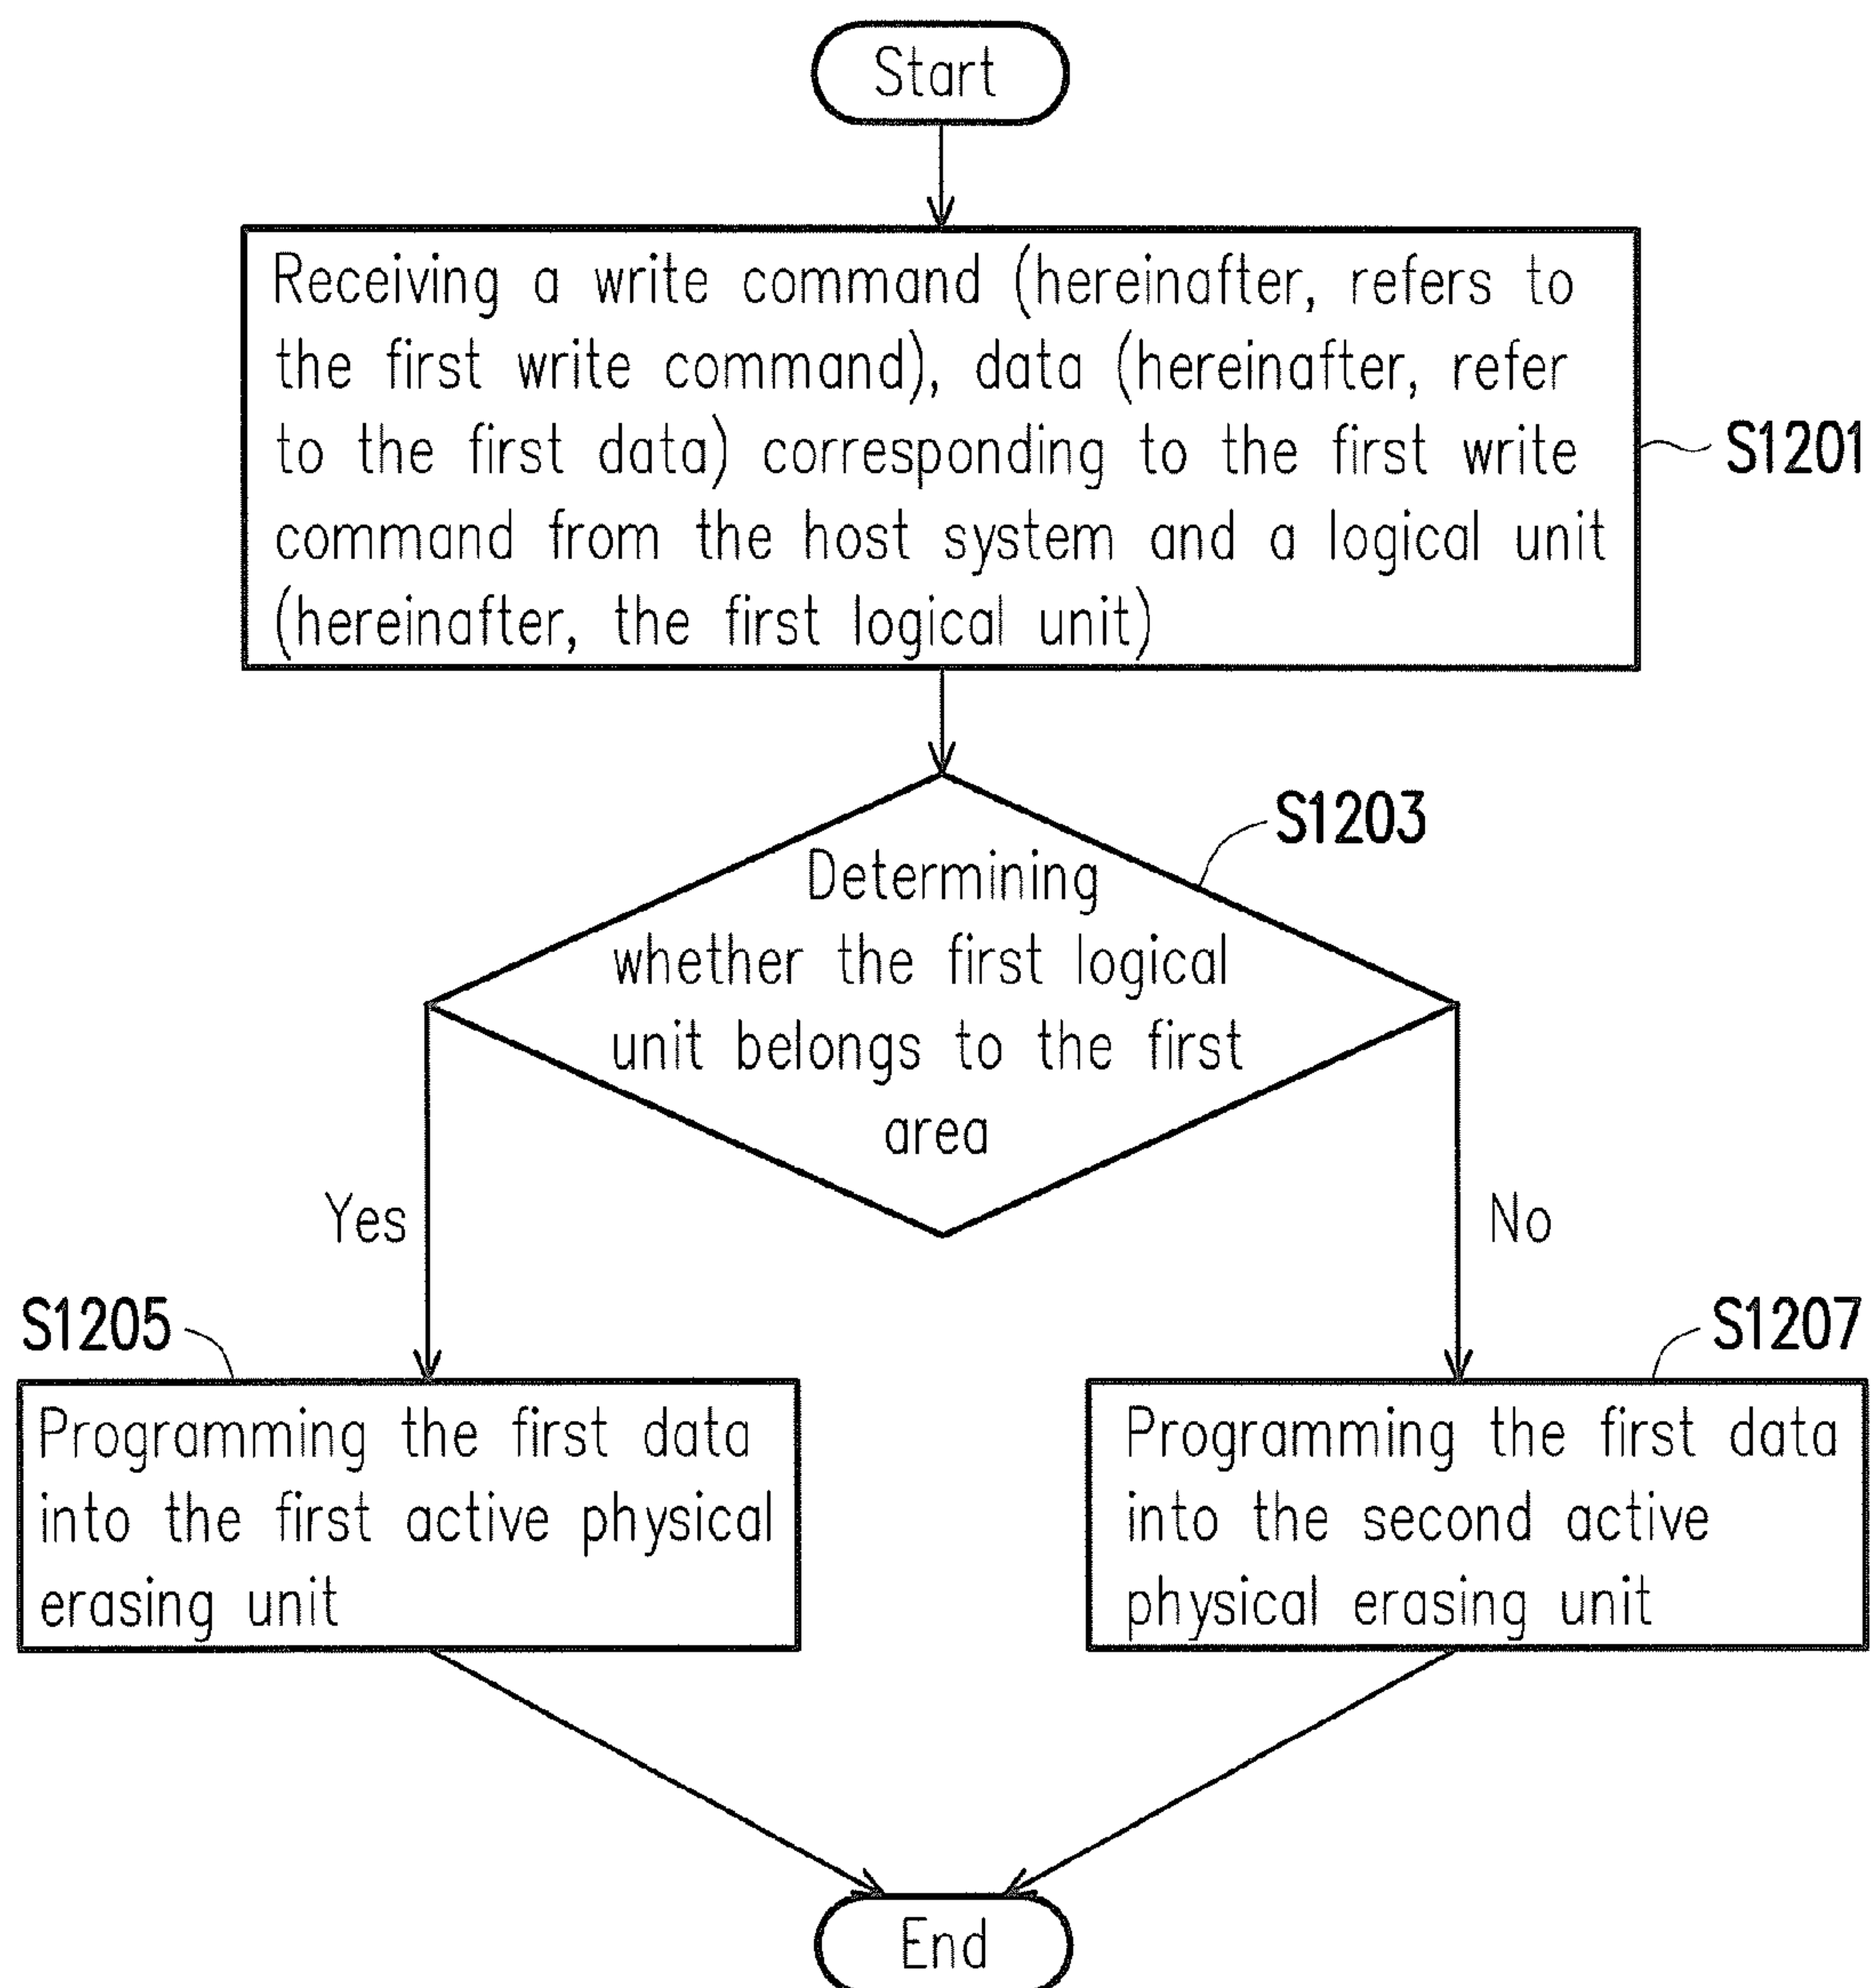 Start
Receiving a write command (hereinafter, refers to
the first write command), data (hereinafter, refer
to the first data) corresponding to the first write
command from the host system and a logical unit
(hereinafter, the first logical unit)
S1201
S1203
Determining
whether the first logical
unit belongs to the first
area
Yes
No
S1205
S1207
Programming the first data
into the first active physical
erasing unit
Programming the first data
into the second active
physical erasing unit
End